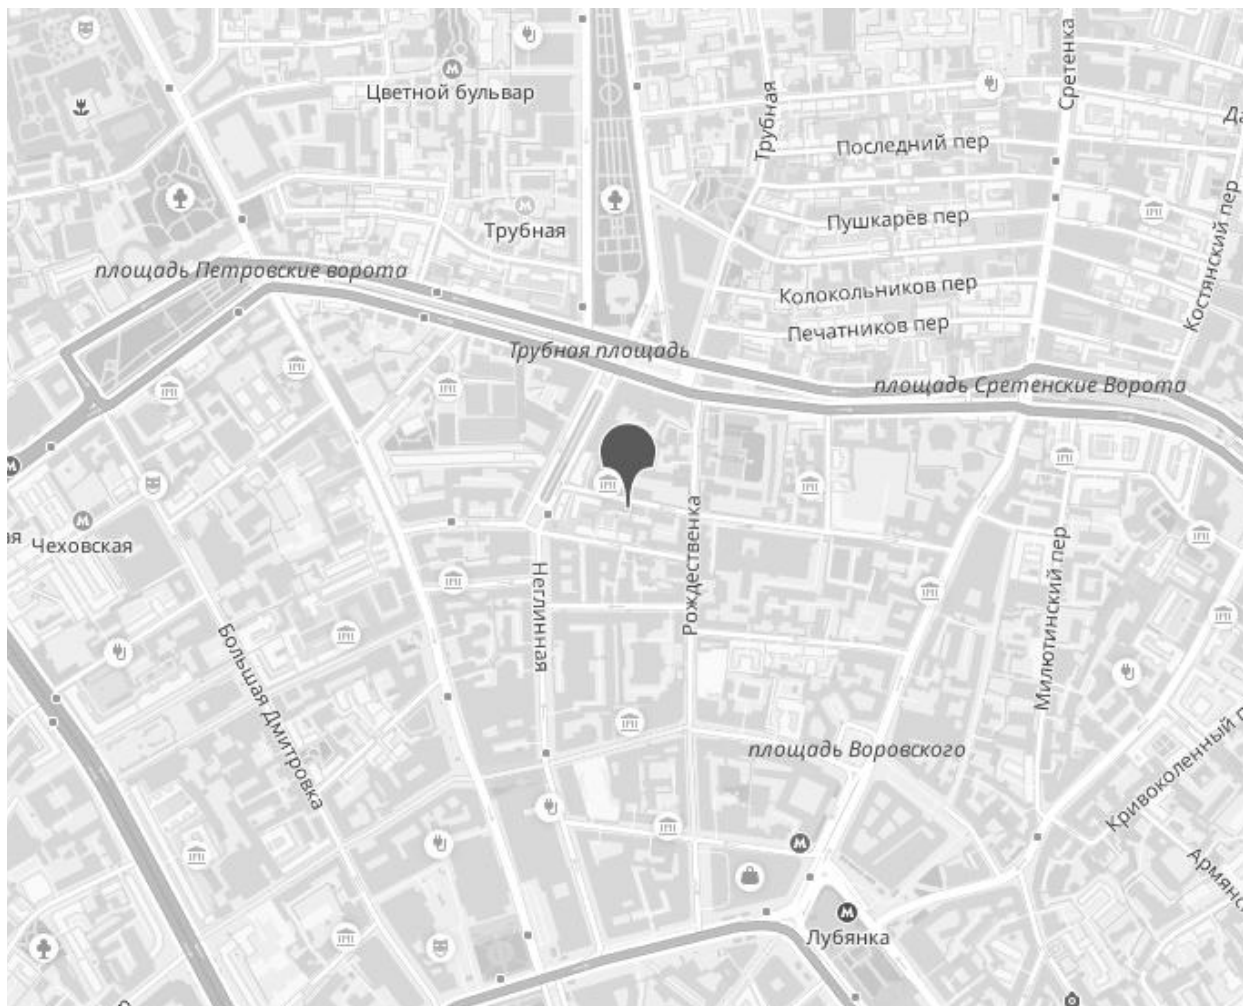 Сретенка
Цветной бульвар
Трубная
Последний пер
Пушкарёв пер
Трубная
Костянский пер
площадь Петровские ворота
Колокольников пер
Печатников пер
Трубная площадь
площадь Сретенские Ворота
Рождественка
Чеховская
Милютинский пер
Неглинная
Большая Дмитровка
площадь Воровского
Кривоколенный
Лубянка